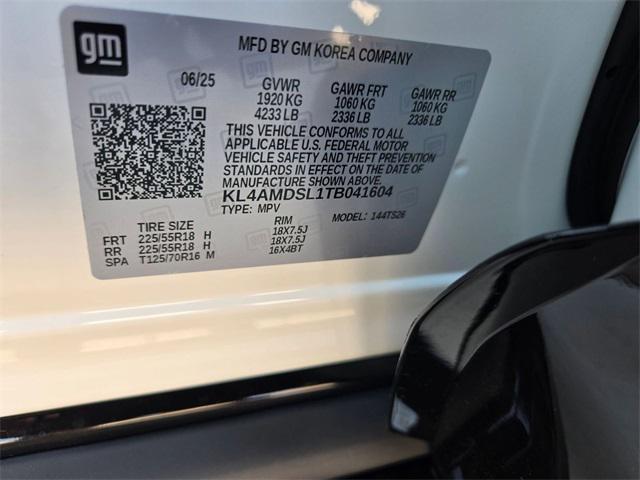 gm
MFD BY GM KOREA COMPANY
06/25 GVWR GAWR FRT GAWR RR
1920 KG 1060 KG 1060 KG
4233 LB 2336 LB 2336 LB
THIS VEHICLE CONFORMS TO ALL
APPLICABLE U.S. FEDERAL MOTOR
VEHICLE SAFETY AND THEFT PREVENTION
STANDARDS IN EFFECT ON THE DATE OF
MANUFACTURE SHOWN ABOVE.
KL4AMDSL1TB041604
TYPE: MPV MODEL: 144TS26
TIRE SIZE RIM
FRT 225/55R18 H 18X7.5J
RR 225/55R18 H 18X7.5J
SPA T125/70R16 M 16X4BT